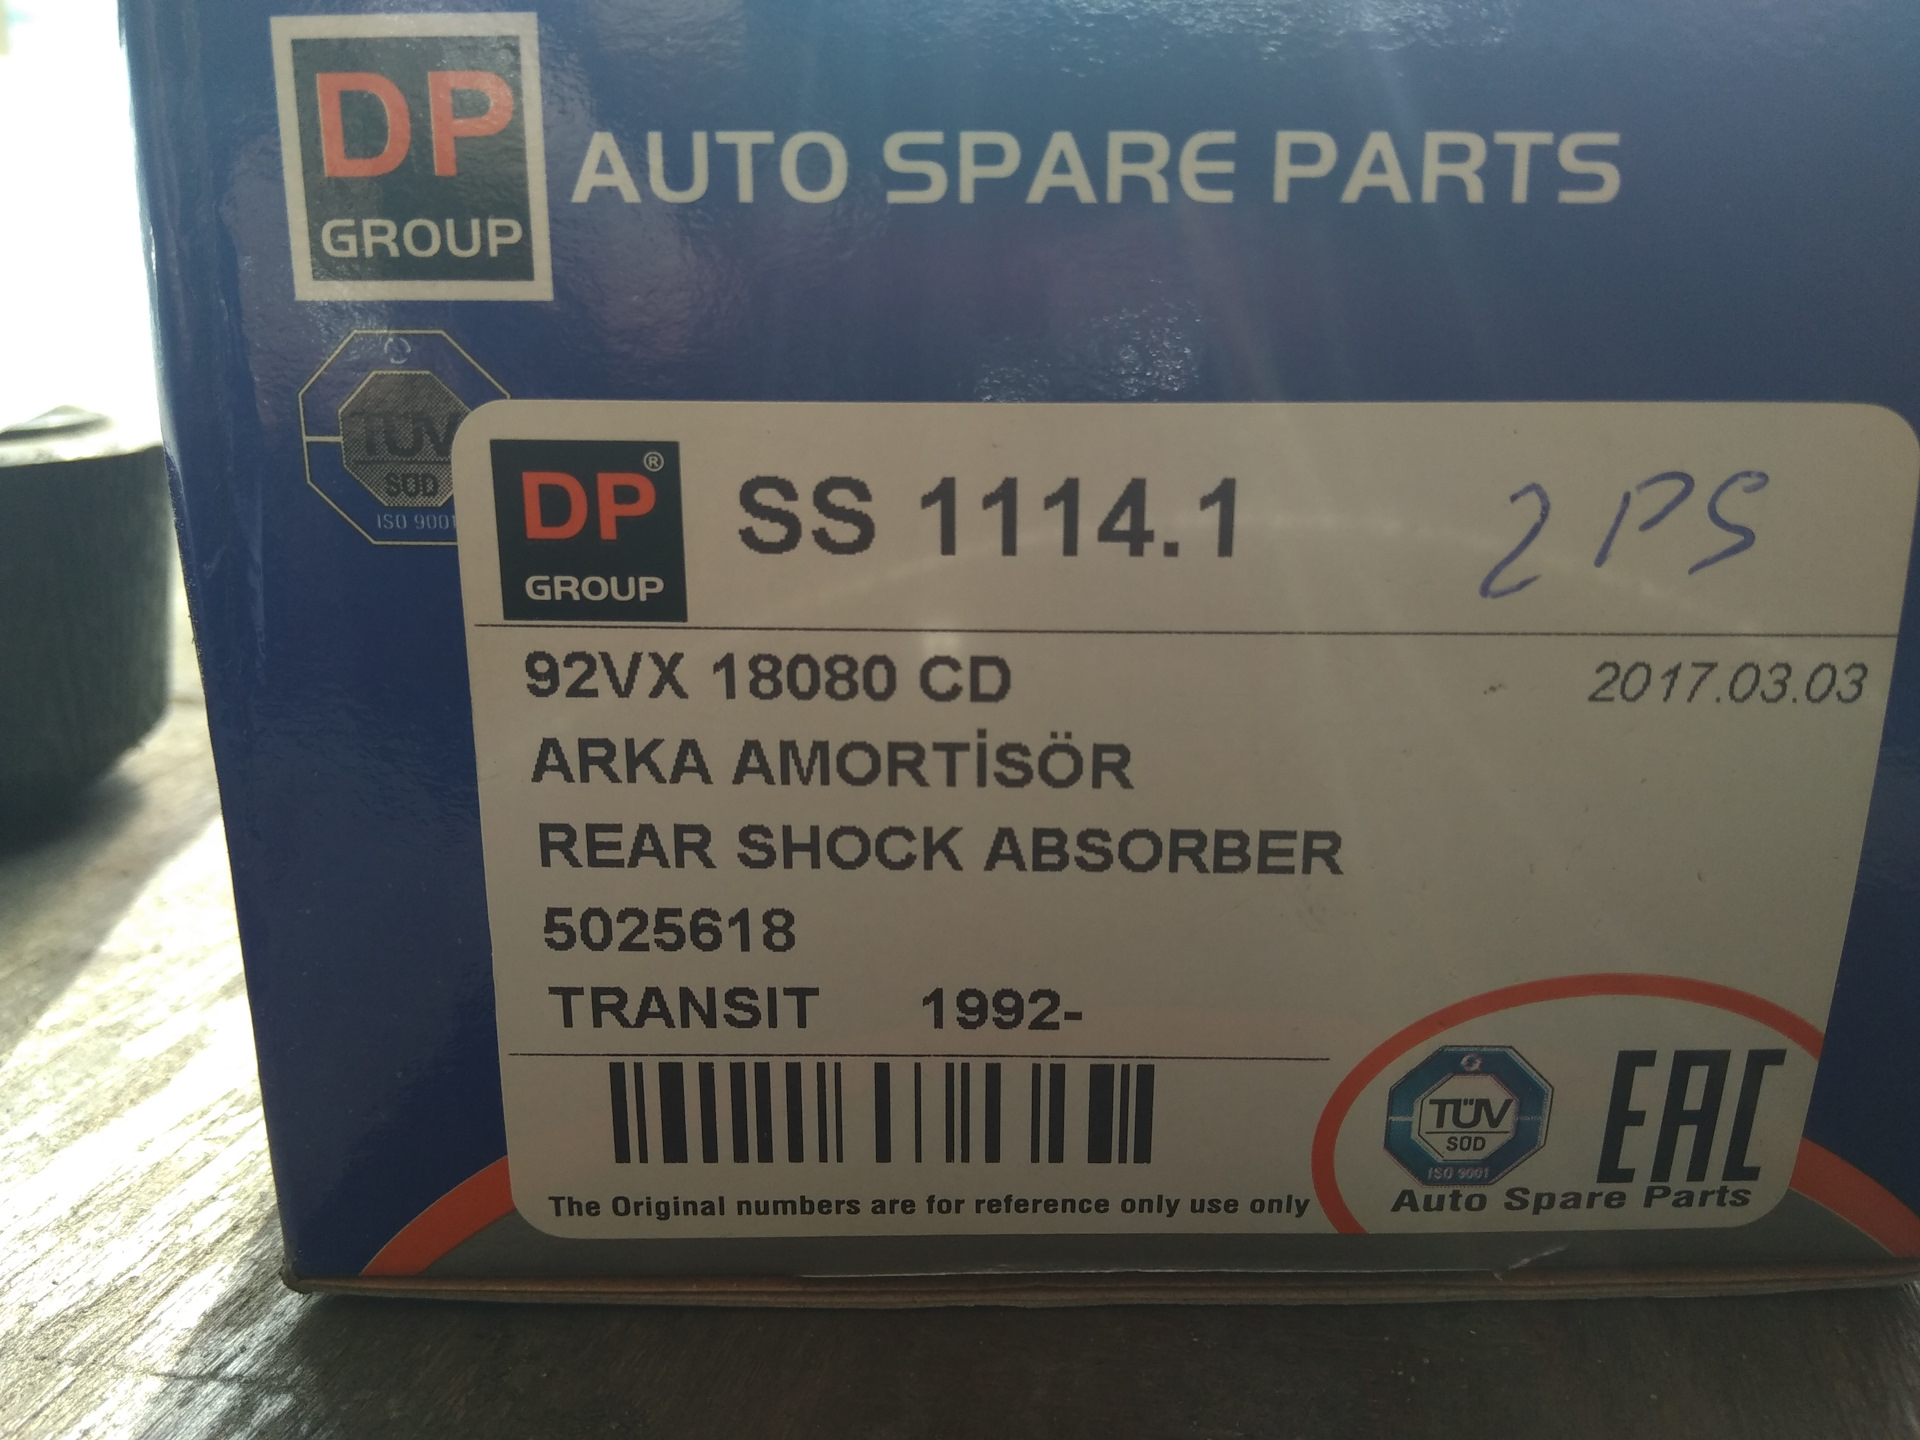 DP
GROUP
AUTO SPARE PARTS
TÜV
SÜD
ISO 9001
DP®
GROUP
SS 1114.1
2 PS
92VX 18080 CD
2017.03.03
ARKA AMORTİSÖR
REAR SHOCK ABSORBER
5025618
TRANSIT 1992-
The Original numbers are for reference only use only
TÜV
SÜD
ISO 9001
EAC
Auto Spare Parts